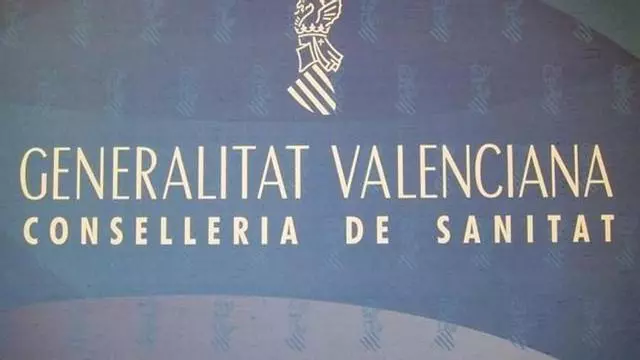 GENERALITAT VALENCIANA
CONSELLERIA DE SANITAT